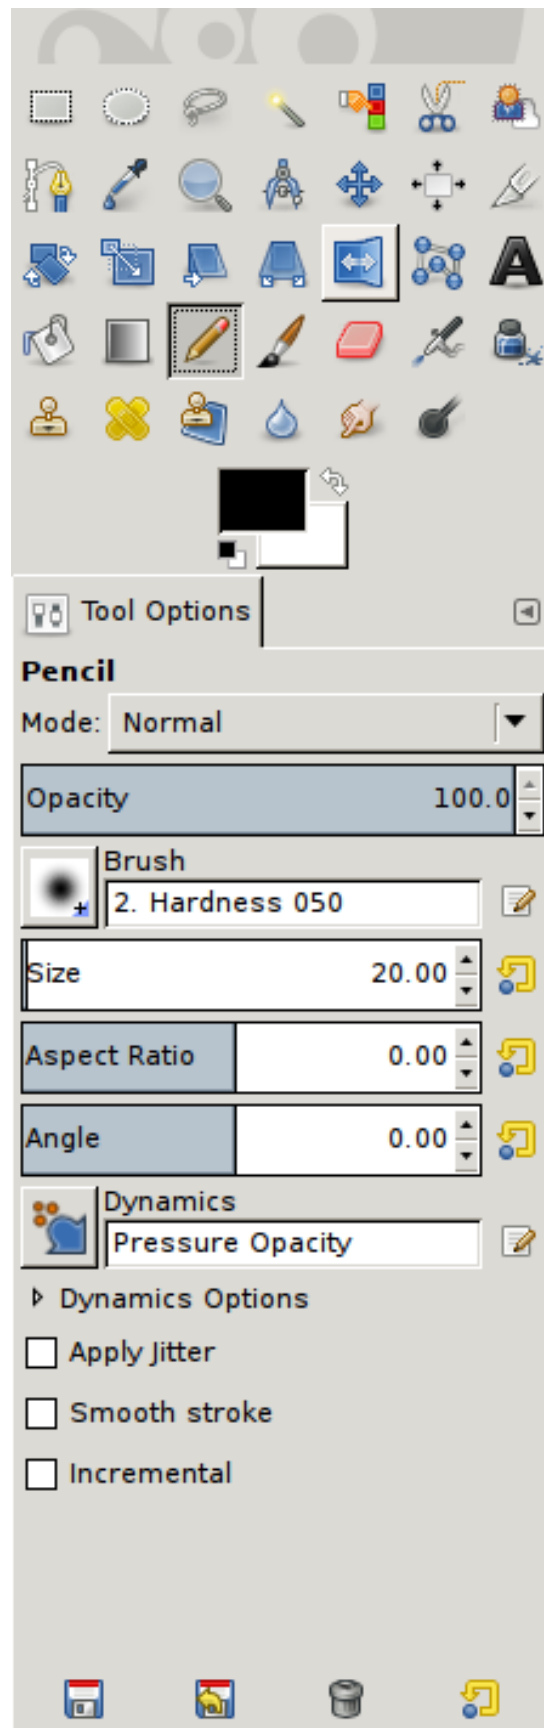 Tool Options
Pencil
Mode: Normal
Opacity 100.0
Brush
2. Hardness 050
Size 20.00
Aspect Ratio 0.00
Angle 0.00
Dynamics
Pressure Opacity
Dynamics Options
Apply Jitter
Smooth stroke
Incremental